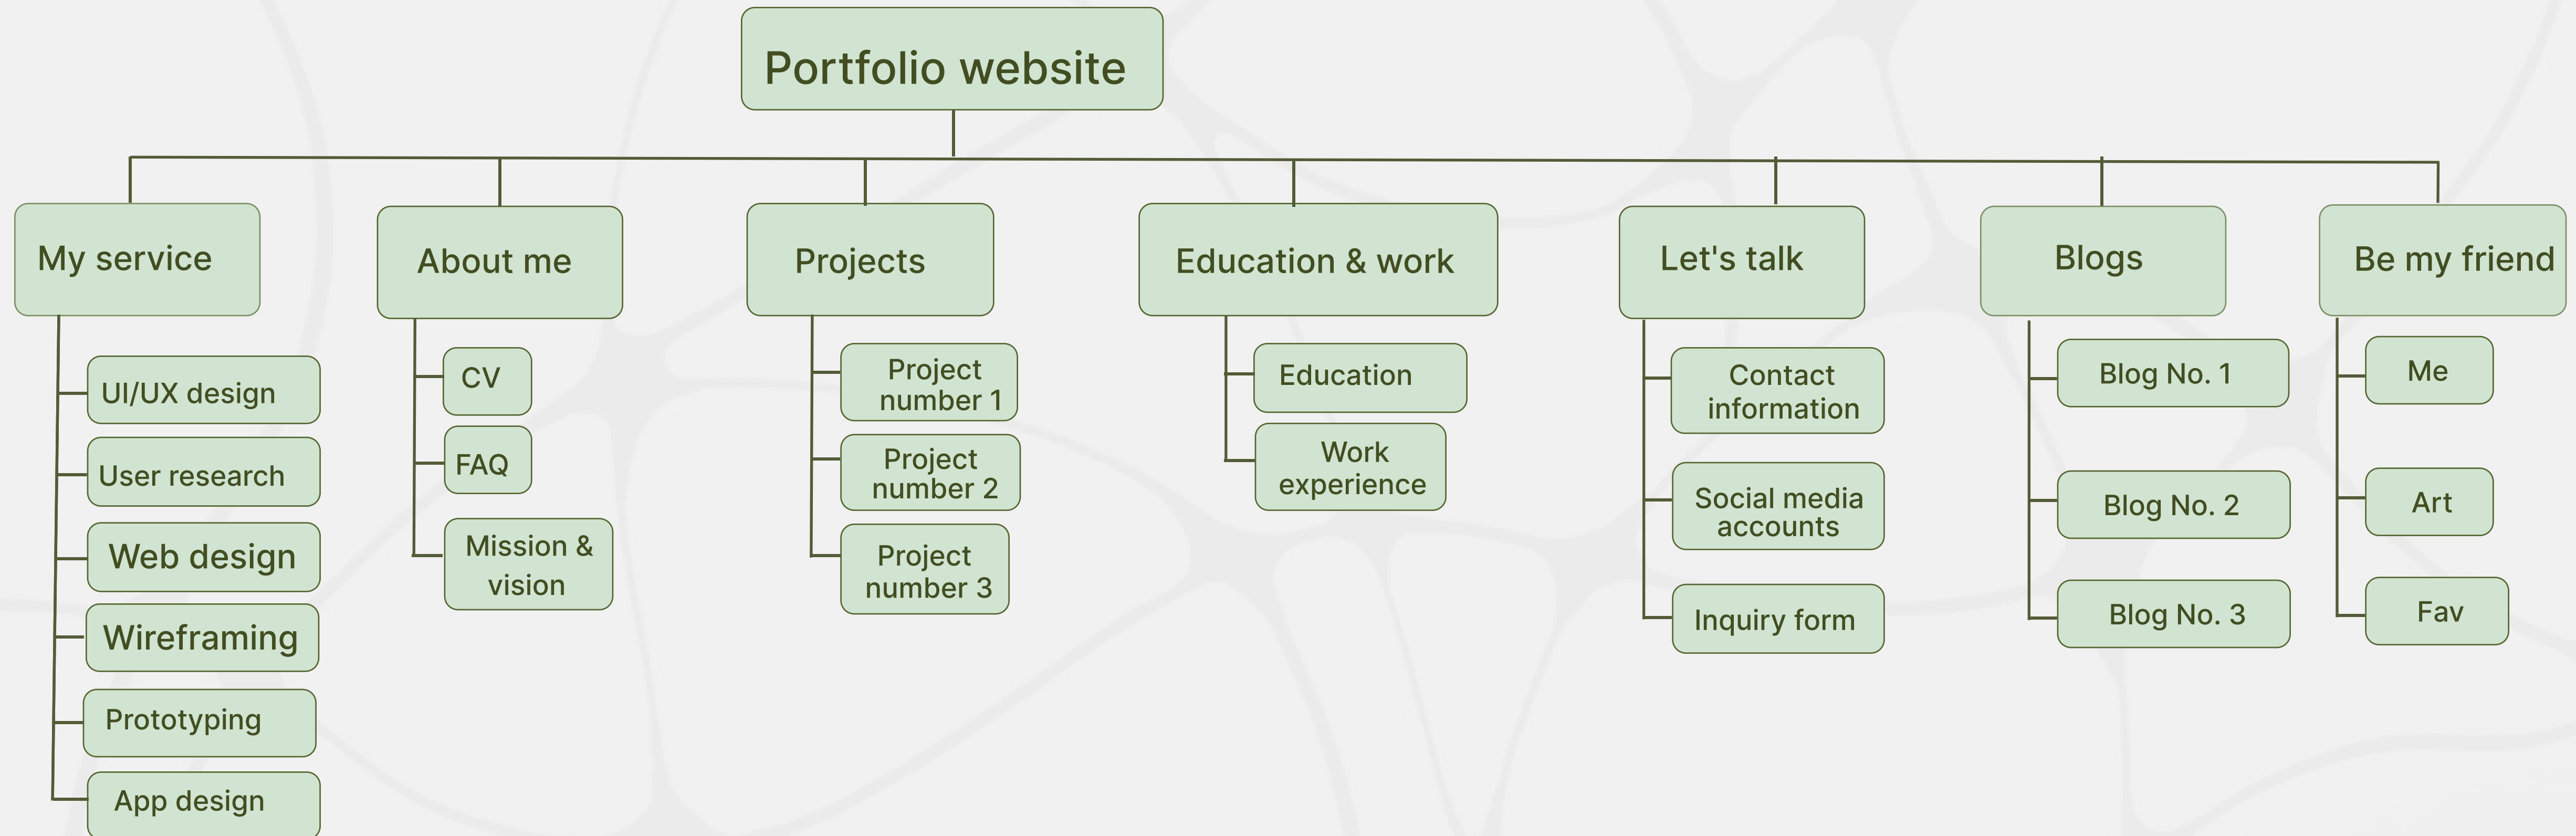 Portfolio website
My service
About me
Projects
Education & work
Let's talk
Blogs
Be my friend
UI/UX design
User research
Web design
Wireframing
Prototyping
App design
CV
FAQ
Mission &
vision
Project
number 1
Project
number 2
Project
number 3
Education
Work
experience
Contact
information
Social media
accounts
Inquiry form
Blog No. 1
Blog No. 2
Blog No. 3
Me
Art
Fav